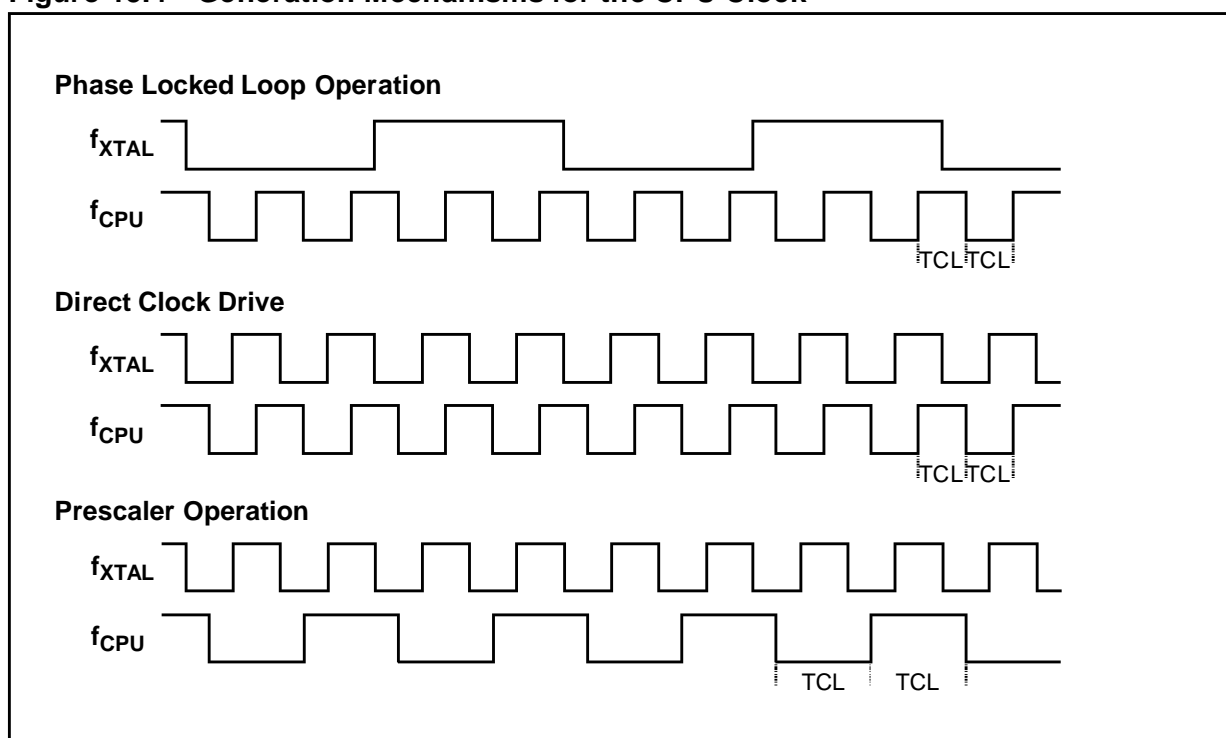 Phase Locked Loop Operation
fXTAL
fCPU
TCL TCL
Direct Clock Drive
fXTAL
fCPU
TCL TCL
Prescaler Operation
fXTAL
fCPU
TCL TCL